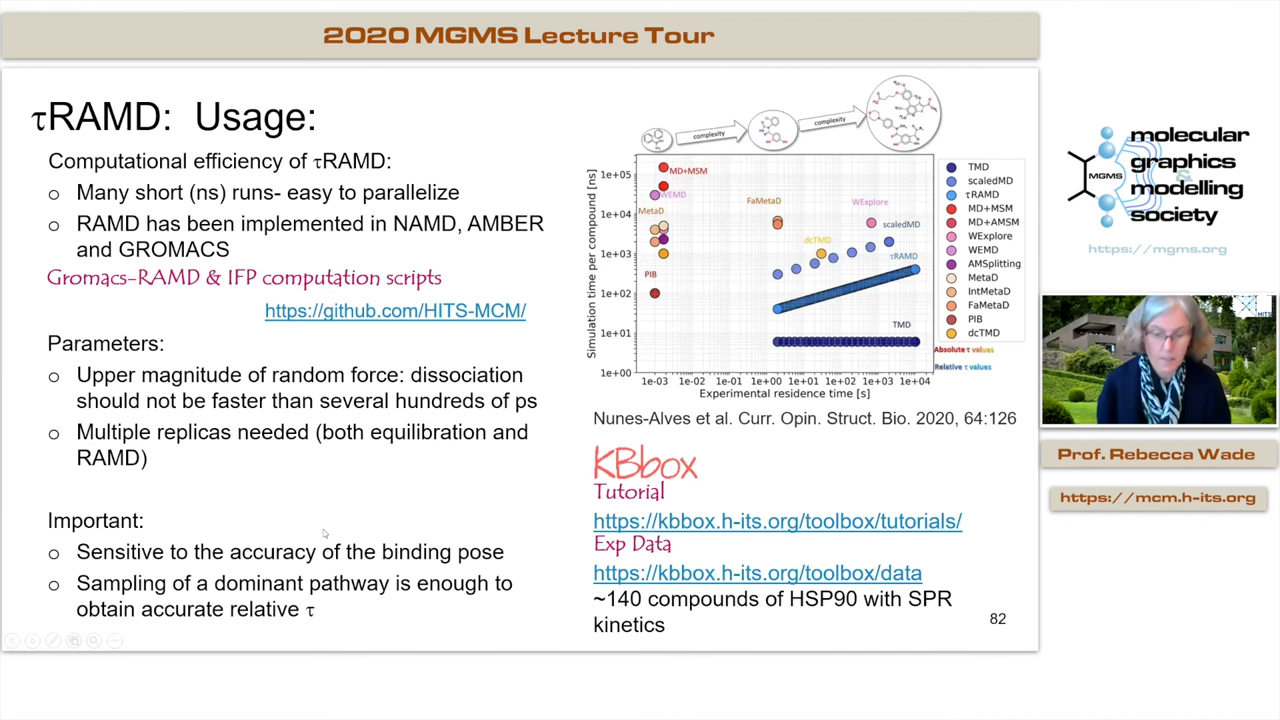 2020 MGMS Lecture Tour
τRAMD: Usage:
Computational efficiency of τRAMD:
o Many short (ns) runs- easy to parallelize
o RAMD has been implemented in NAMD, AMBER
and GROMACS
Gromacs-RAMD & IFP computation scripts
https://github.com/HITS-MCM/
Parameters:
o Upper magnitude of random force: dissociation
should not be faster than several hundreds of ps
o Multiple replicas needed (both equilibration and
RAMD)
Important:
o Sensitive to the accuracy of the binding pose
o Sampling of a dominant pathway is enough to
obtain accurate relative τ
complexity
complexity
Simulation time per compound [ns]
1e+05
1e+04
1e+03
1e+02
1e+01
1e+00
MD+MSM
WEMD
MetaD
PIB
FaMetaD
dcTMD
WExplore
scaledMD
τRAMD
TMD
1e-03 1e-02 1e-01 1e+00 1e+01 1e+02 1e+03 1e+04
Experimental residence time [s]
TMD
scaledMD
τRAMD
MD+MSM
MD+AMSM
WExplore
WEMD
AMSplitting
MetaD
IntMetaD
FaMetaD
PIB
dcTMD
Absolute τ values
Relative τ values
Nunes-Alves et al. Curr. Opin. Struct. Bio. 2020, 64:126
KBbox
Tutorial
https://kbbox.h-its.org/toolbox/tutorials/
Exp Data
https://kbbox.h-its.org/toolbox/data
~140 compounds of HSP90 with SPR
kinetics
82
MGMS
molecular
graphics
&
modelling
society
https://mgms.org
HITS
Prof. Rebecca Wade
https://mcm.h-its.org